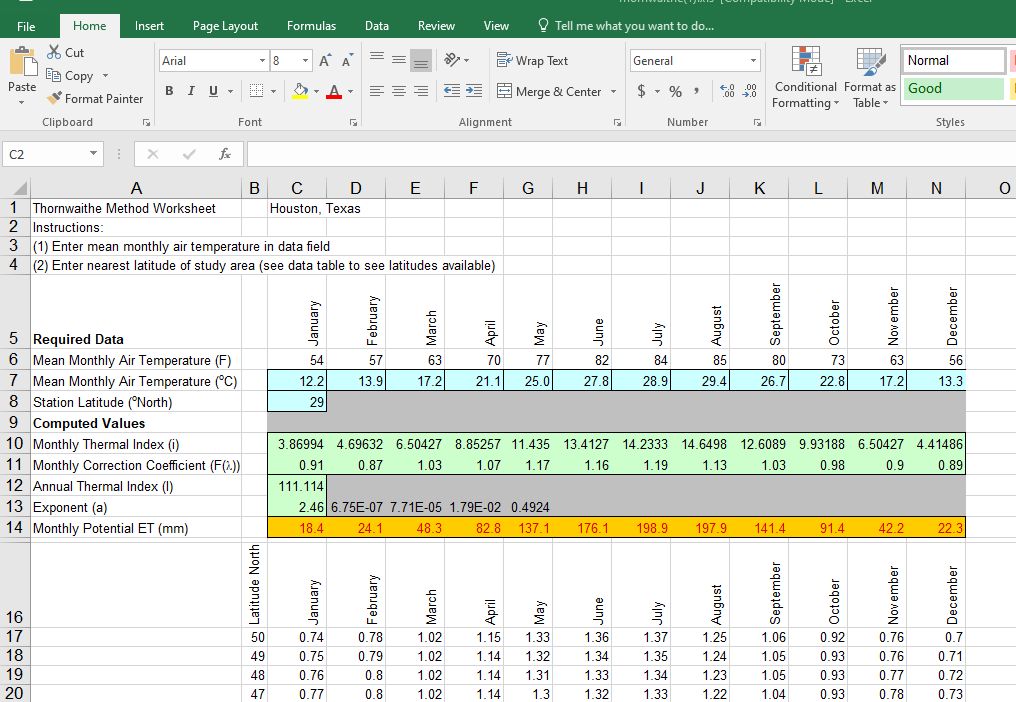 File Home Insert Page Layout Formulas Data Review View Tell me what you want to do...
Paste Cut Copy Format Painter
Arial 8 A A
B I U A
Wrap Text
Merge & Center
General
$ % ,
Conditional Formatting Format as Table
Normal
Good
Clipboard Font Alignment Number Styles
C2 fx
A B C D E F G H I J K L M N O
1 Thornwaithe Method Worksheet Houston, Texas
2 Instructions:
3 (1) Enter mean monthly air temperature in data field
4 (2) Enter nearest latitude of study area (see data table to see latitudes available)
5 Required Data January February March April May June July August September October November December
6 Mean Monthly Air Temperature (F) 54 57 63 70 77 82 84 85 80 73 63 56
7 Mean Monthly Air Temperature (ºC) 12.2 13.9 17.2 21.1 25.0 27.8 28.9 29.4 26.7 22.8 17.2 13.3
8 Station Latitude (ºNorth) 29
9 Computed Values
10 Monthly Thermal Index (i) 3.86994 4.69632 6.50427 8.85257 11.435 13.4127 14.2333 14.6498 12.6089 9.93188 6.50427 4.41486
11 Monthly Correction Coefficient (F(λ)) 0.91 0.87 1.03 1.07 1.17 1.16 1.19 1.13 1.03 0.98 0.9 0.89
12 Annual Thermal Index (I) 111.114
13 Exponent (a) 2.46 6.75E-07 7.71E-05 1.79E-02 0.4924
14 Monthly Potential ET (mm) 18.4 24.1 48.3 82.8 137.1 176.1 198.9 197.9 141.4 91.4 42.2 22.3
16 Latitude North January February March April May June July August September October November December
17 50 0.74 0.78 1.02 1.15 1.33 1.36 1.37 1.25 1.06 0.92 0.76 0.7
18 49 0.75 0.79 1.02 1.14 1.32 1.34 1.35 1.24 1.05 0.93 0.76 0.71
19 48 0.76 0.8 1.02 1.14 1.31 1.33 1.34 1.23 1.05 0.93 0.77 0.72
20 47 0.77 0.8 1.02 1.14 1.3 1.32 1.33 1.22 1.04 0.93 0.78 0.73